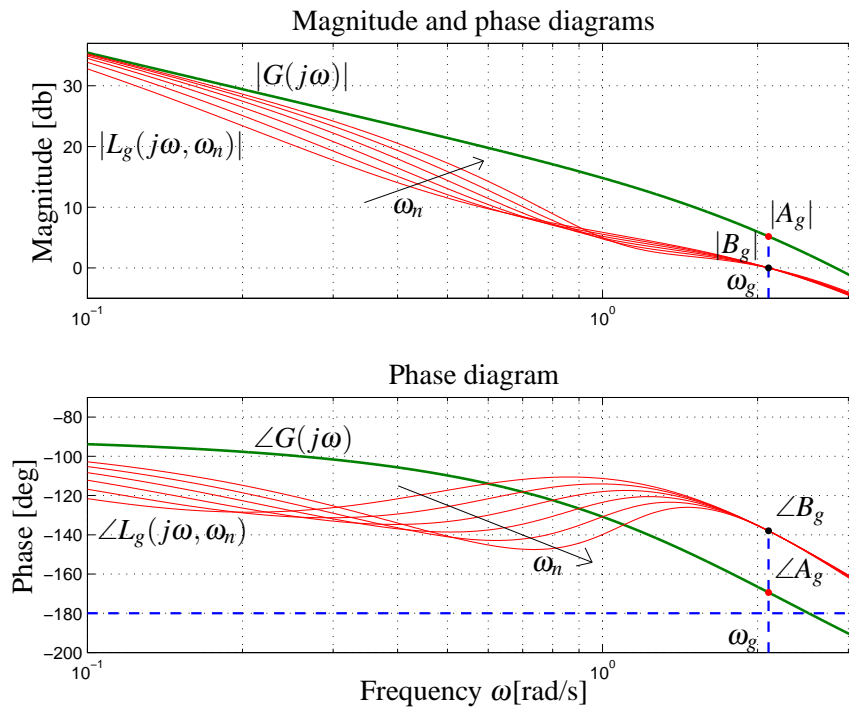 Magnitude and phase diagrams
Magnitude [db]
30
20
10
0
|G(jω)|
|L_g(jω, ω_n)|
ω_n
|A_g|
|B_g|
ω_g
10^-1
10^0
Phase diagram
Phase [deg]
-80
-100
-120
-140
-160
-180
-200
∠G(jω)
∠L_g(jω, ω_n)
ω_n
∠B_g
∠A_g
ω_g
10^-1
10^0
Frequency ω[rad/s]